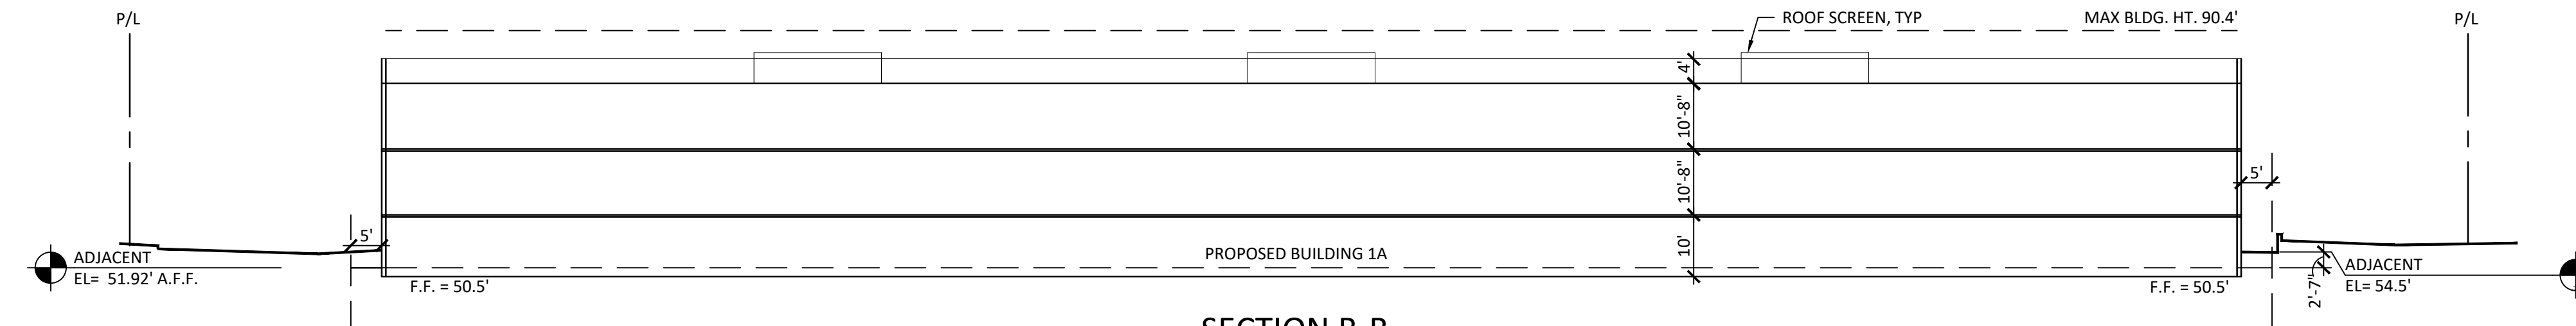 P/L
ROOF SCREEN, TYP
MAX BLDG. HT. 90.4'
P/L
4'
10'-8"
10'-8"
10'
5'
5'
PROPOSED BUILDING 1A
ADJACENT
EL= 51.92' A.F.F.
F.F. = 50.5'
F.F. = 50.5'
2'-7"
ADJACENT
EL= 54.5'
SECTION B-B